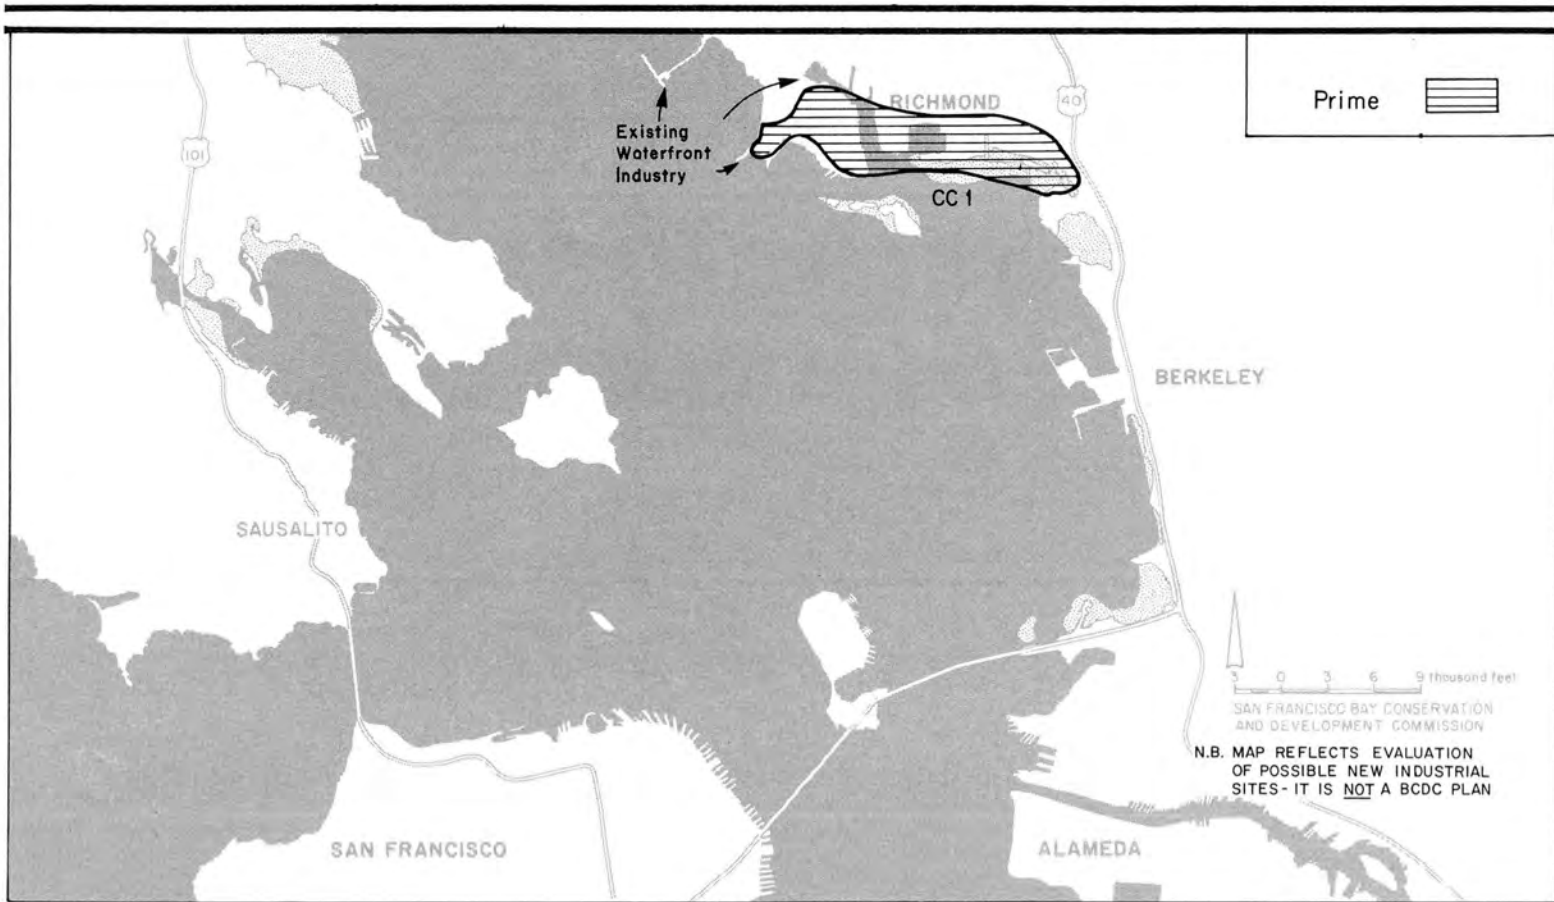 Prime
40
RICHMOND
Existing
Waterfront
Industry
101
CC 1
BERKELEY
SAUSALITO
3 0 3 6 9 thousand feet
SAN FRANCISCO BAY CONSERVATION
AND DEVELOPMENT COMMISSION
N.B. MAP REFLECTS EVALUATION
OF POSSIBLE NEW INDUSTRIAL
SITES - IT IS NOT A BCDC PLAN
SAN FRANCISCO
ALAMEDA